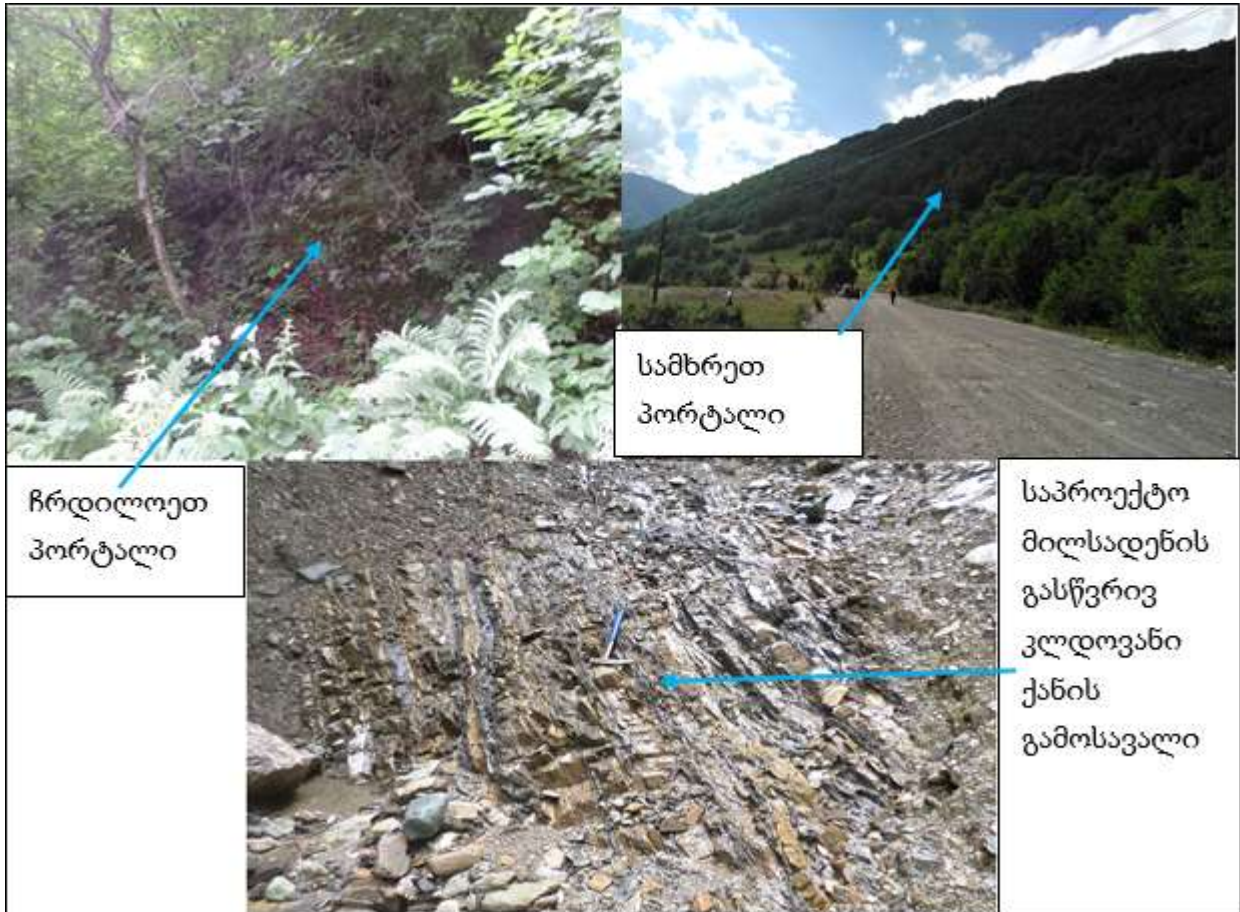 სამხრეთ
პორტალი
ჩრდილოეთ
პორტალი
საპროექტო
მილსადენის
გასწვრივ
კლდოვანი
ქანის
გამოსავალი